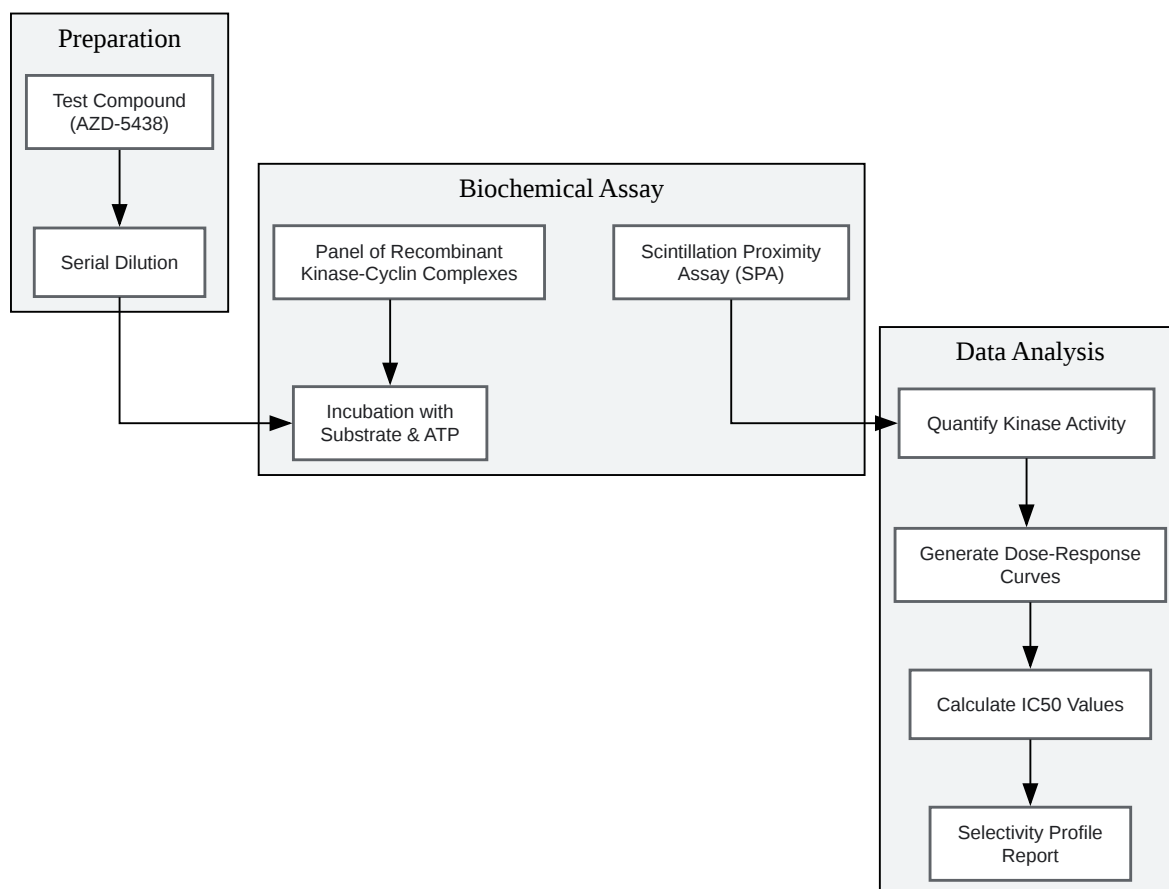 Preparation
Test Compound
(AZD-5438)
Serial Dilution
Biochemical Assay
Panel of Recombinant
Kinase-Cyclin Complexes
Scintillation Proximity
Assay (SPA)
Incubation with
Substrate & ATP
Data Analysis
Quantify Kinase Activity
Generate Dose-Response
Curves
Calculate IC50 Values
Selectivity Profile
Report